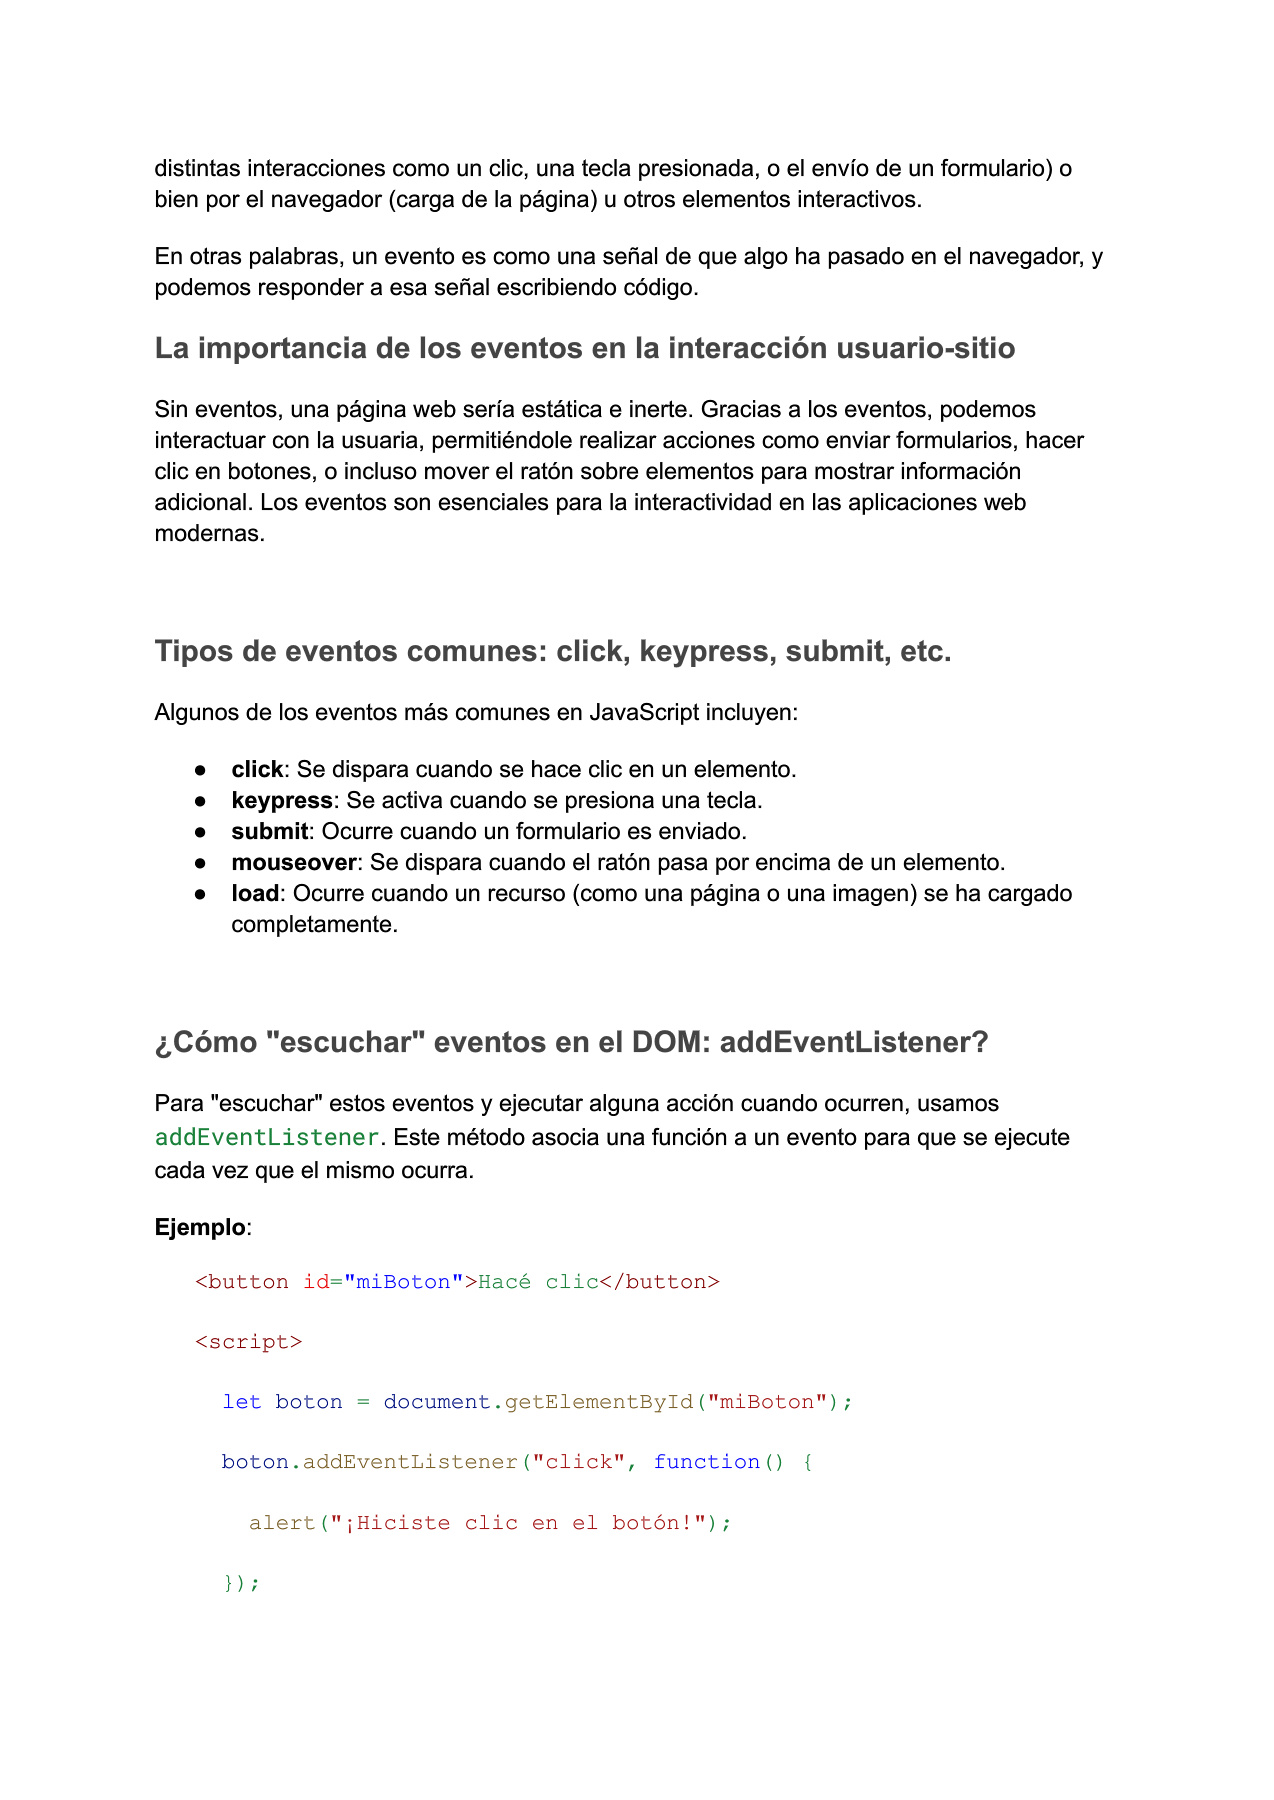 distintas interacciones como un clic, una tecla presionada, o el envío de un formulario) o
bien por el navegador (carga de la página) u otros elementos interactivos.
En otras palabras, un evento es como una señal de que algo ha pasado en el navegador, y
podemos responder a esa señal escribiendo código.
La importancia de los eventos en la interacción usuario-sitio
Sin eventos, una página web sería estática e inerte. Gracias a los eventos, podemos
interactuar con la usuaria, permitiéndole realizar acciones como enviar formularios, hacer
clic en botones, o incluso mover el ratón sobre elementos para mostrar información
adicional. Los eventos son esenciales para la interactividad en las aplicaciones web
modernas.
Tipos de eventos comunes: click, keypress, submit, etc.
Algunos de los eventos más comunes en JavaScript incluyen:
● click: Se dispara cuando se hace clic en un elemento.
● keypress: Se activa cuando se presiona una tecla.
● submit: Ocurre cuando un formulario es enviado.
● mouseover: Se dispara cuando el ratón pasa por encima de un elemento.
● load: Ocurre cuando un recurso (como una página o una imagen) se ha cargado
completamente.
¿Cómo "escuchar" eventos en el DOM: addEventListener?
Para "escuchar" estos eventos y ejecutar alguna acción cuando ocurren, usamos
addEventListener. Este método asocia una función a un evento para que se ejecute
cada vez que el mismo ocurra.
Ejemplo:
<button id="miBoton">Hacé clic</button>
<script>
let boton = document.getElementById("miBoton");
boton.addEventListener("click", function() {
alert("¡Hiciste clic en el botón!");
});